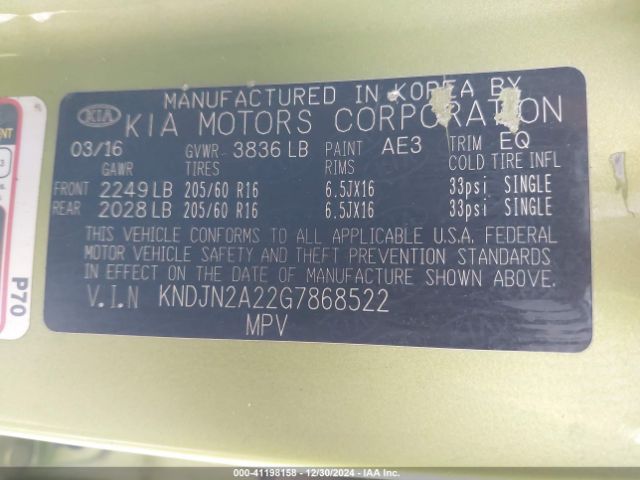 MANUFACTURED IN KOREA BY
KIA KIA MOTORS CORPORATION
03/16 GVWR 3836 LB PAINT AE3 TRIM EQ
GAWR TIRES RIMS COLD TIRE INFL
FRONT 2249 LB 205/60 R16 6.5JX16 33psi SINGLE
REAR 2028 LB 205/60 R16 6.5JX16 33psi SINGLE
THIS VEHICLE CONFORMS TO ALL APPLICABLE U.S.A. FEDERAL
MOTOR VEHICLE SAFETY AND THEFT PREVENTION STANDARDS
IN EFFECT ON THE DATE OF MANUFACTURE SHOWN ABOVE.
V.I.N KNDJN2A22G7868522
MPV
P70
000-41198158 - 12/30/2024 - IAA, Inc.